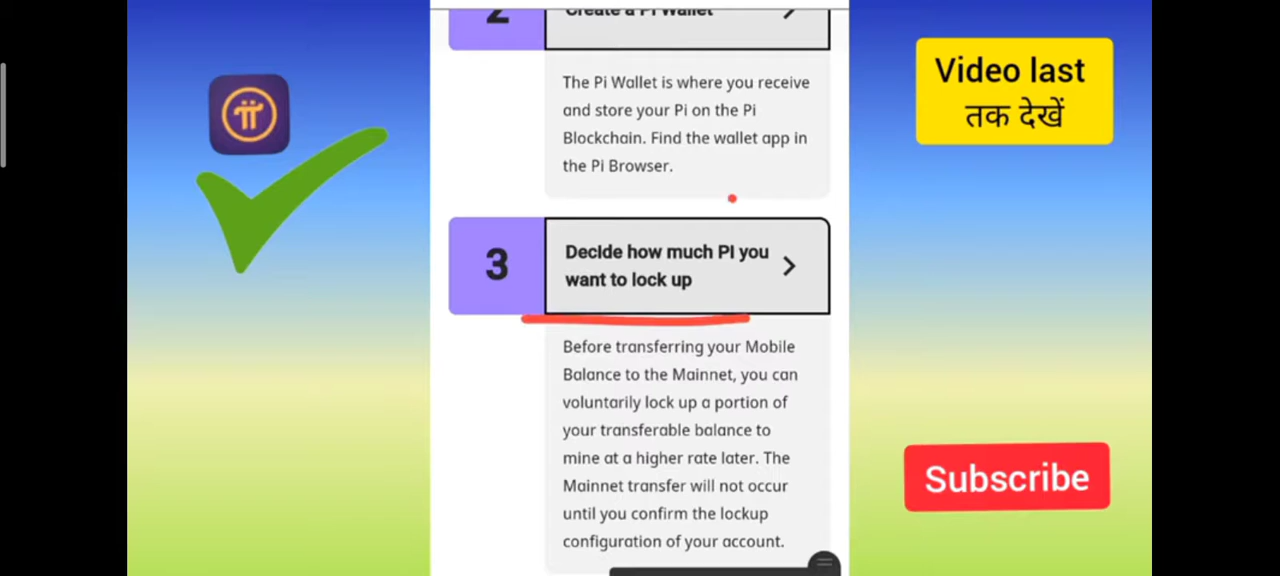 2
Create a Pi Wallet
The Pi Wallet is where you receive
and store your Pi on the Pi
Blockchain. Find the wallet app in
the Pi Browser.
3
Decide how much Pi you
want to lock up
Before transferring your Mobile
Balance to the Mainnet, you can
voluntarily lock up a portion of
your transferable balance to
mine at a higher rate later. The
Mainnet transfer will not occur
until you confirm the lockup
configuration of your account.
Video last
तक देखें
Subscribe